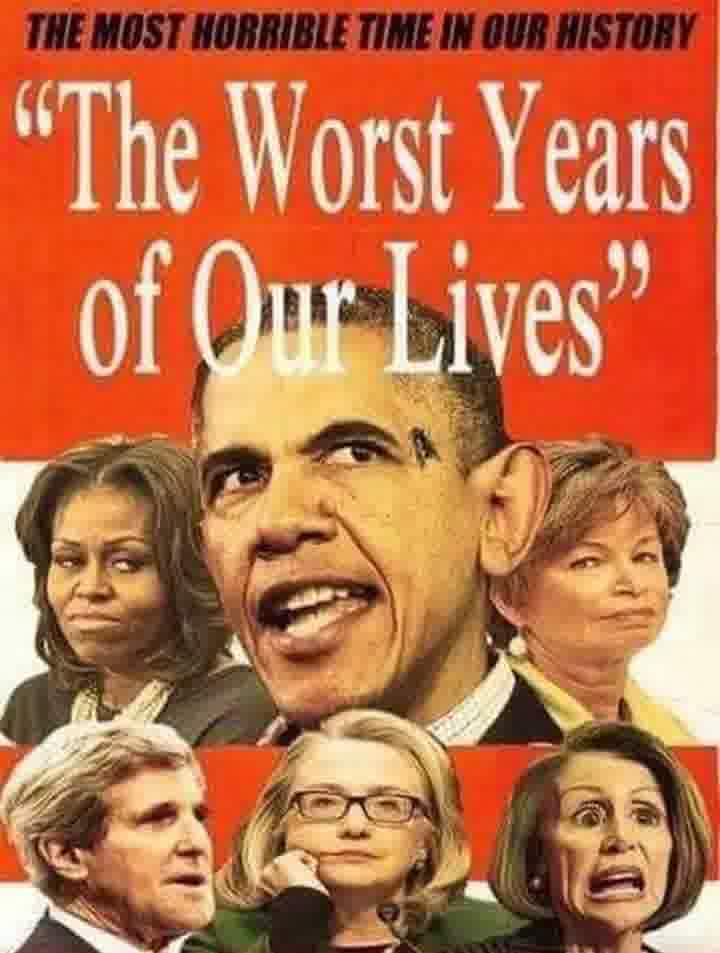 THE MOST HORRIBLE TIME IN OUR HISTORY
“The Worst Years
of Our Lives”